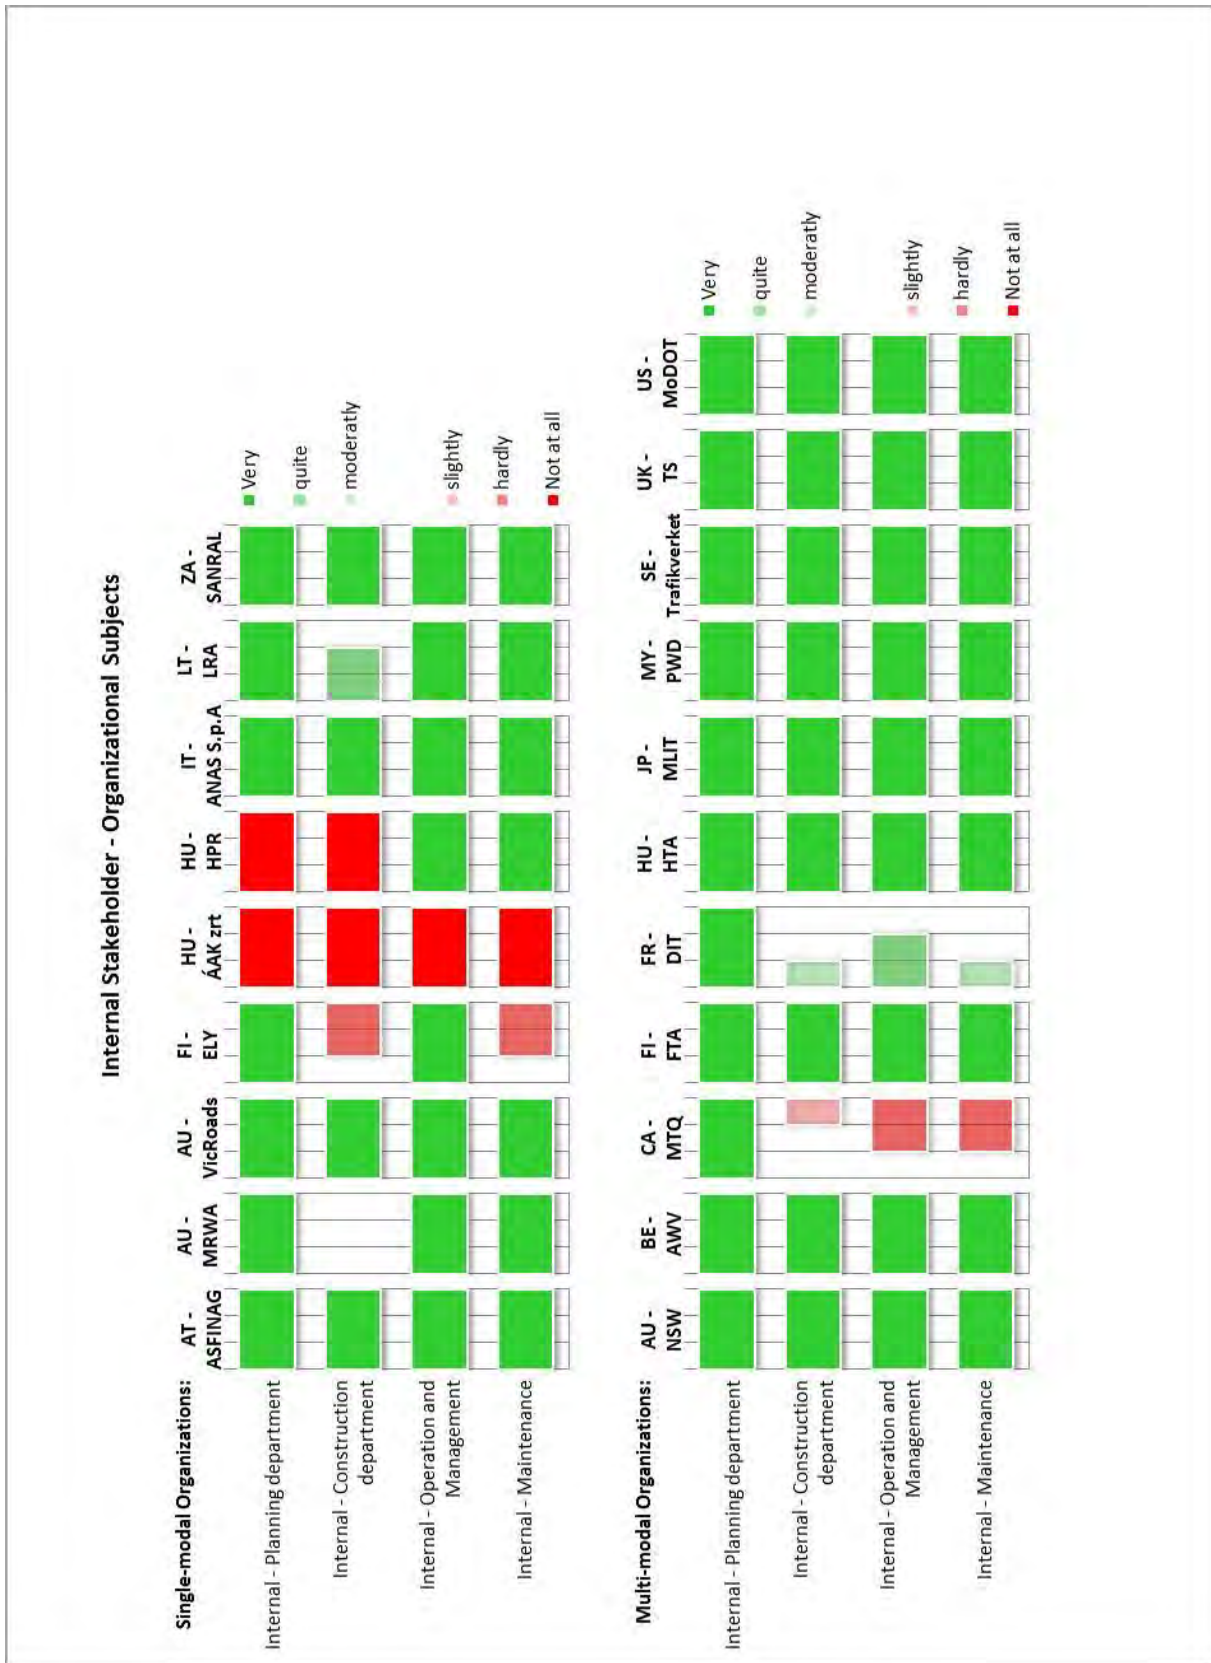 Internal Stakeholder - Organizational Subjects
Single-modal Organizations:
AT -
ASFINAG
AU -
MRWA
AU -
VicRoads
FI -
ELY
HU -
ÁAK zrt
HU -
HPR
IT -
ANAS S.p.A
LT -
LRA
ZA -
SANRAL
Internal - Planning department
Internal - Construction
department
Internal - Operation and
Management
Internal - Maintenance
Very
quite
moderatly
slightly
hardly
Not at all
Multi-modal Organizations:
AU -
NSW
BE -
AWV
CA -
MTQ
FI -
FTA
FR -
DIT
HU -
HTA
JP -
MLIT
MY -
PWD
SE -
Trafikverket
UK -
TS
US -
MoDOT
Internal - Planning department
Internal - Construction
department
Internal - Operation and
Management
Internal - Maintenance
Very
quite
moderatly
slightly
hardly
Not at all